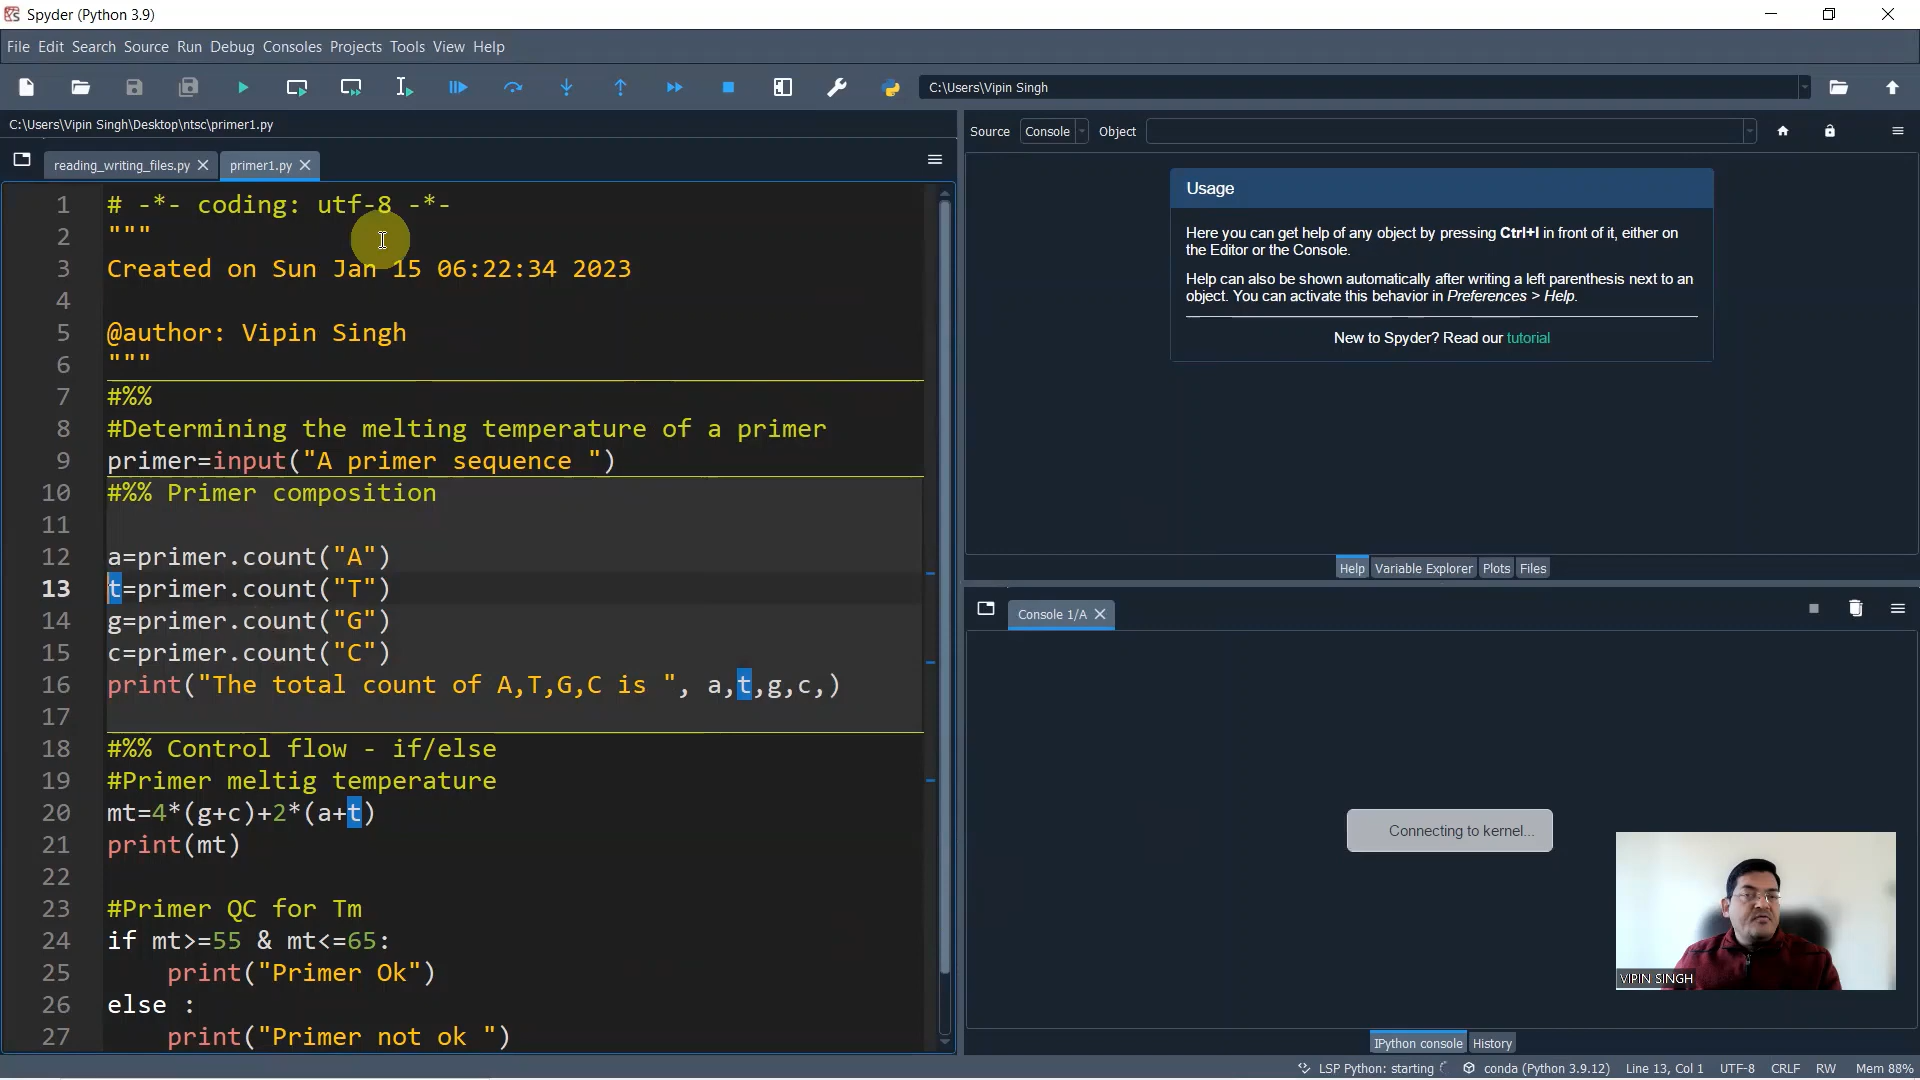 Spyder (Python 3.9)
File Edit Search Source Run Debug Consoles Projects Tools View Help
C:\Users\Vipin Singh
C:\Users\Vipin Singh\Desktop\ntsc\primer1.py
reading_writing_files.py
primer1.py
1 # -*- coding: utf-8 -*-
2 """
3 Created on Sun Jan 15 06:22:34 2023
4
5 @author: Vipin Singh
6 """
7 #%%
8 #Determining the melting temperature of a primer
9 primer=input("A primer sequence ")
10 #%% Primer composition
11
12 a=primer.count("A")
13 t=primer.count("T")
14 g=primer.count("G")
15 c=primer.count("C")
16 print("The total count of A,T,G,C is ", a,t,g,c,)
17
18 #%% Control flow - if/else
19 #Primer meltig temperature
20 mt=4*(g+c)+2*(a+t)
21 print(mt)
22
23 #Primer QC for Tm
24 if mt>=55 & mt<=65:
25     print("Primer Ok")
26 else :
27     print("Primer not ok ")
Source Console Object
Usage
Here you can get help of any object by pressing Ctrl+I in front of it, either on
the Editor or the Console.
Help can also be shown automatically after writing a left parenthesis next to an
object. You can activate this behavior in Preferences > Help.
New to Spyder? Read our tutorial
Help Variable Explorer Plots Files
Console 1/A
Connecting to kernel...
VIPIN SINGH
IPython console History
LSP Python: starting conda (Python 3.9.12) Line 13, Col 1 UTF-8 CRLF RW Mem 88%